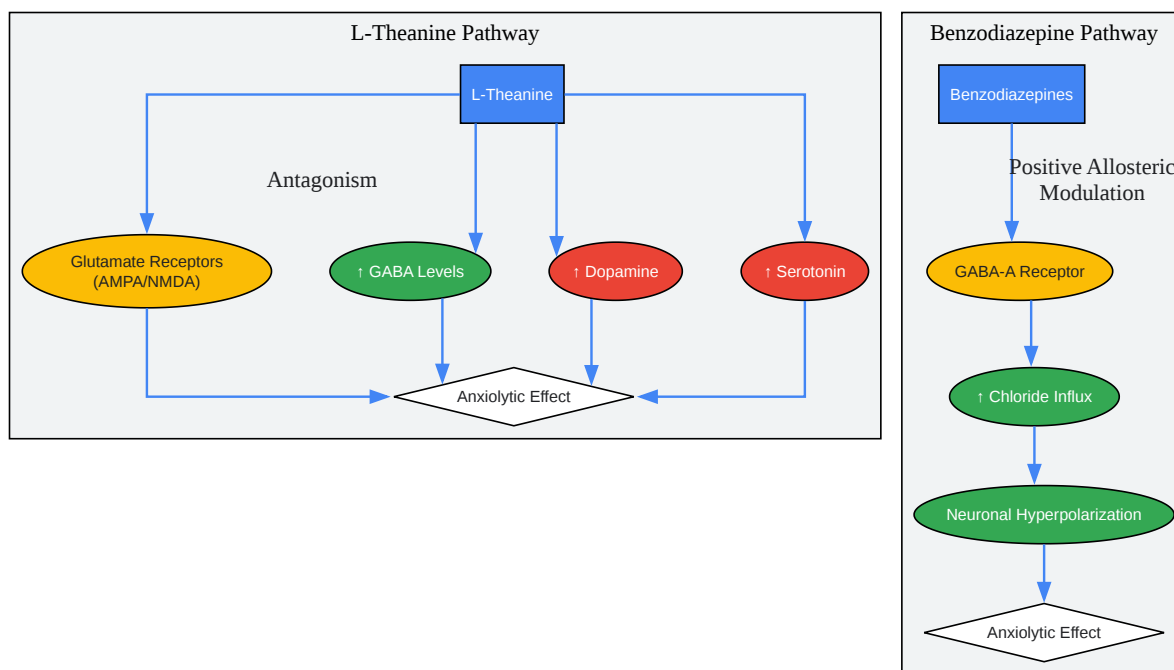 L-Theanine Pathway
L-Theanine
Antagonism
Glutamate Receptors
(AMPA/NMDA)
↑ GABA Levels
↑ Dopamine
↑ Serotonin
Anxiolytic Effect
Benzodiazepine Pathway
Benzodiazepines
Positive Allosteric
Modulation
GABA-A Receptor
↑ Chloride Influx
Neuronal Hyperpolarization
Anxiolytic Effect